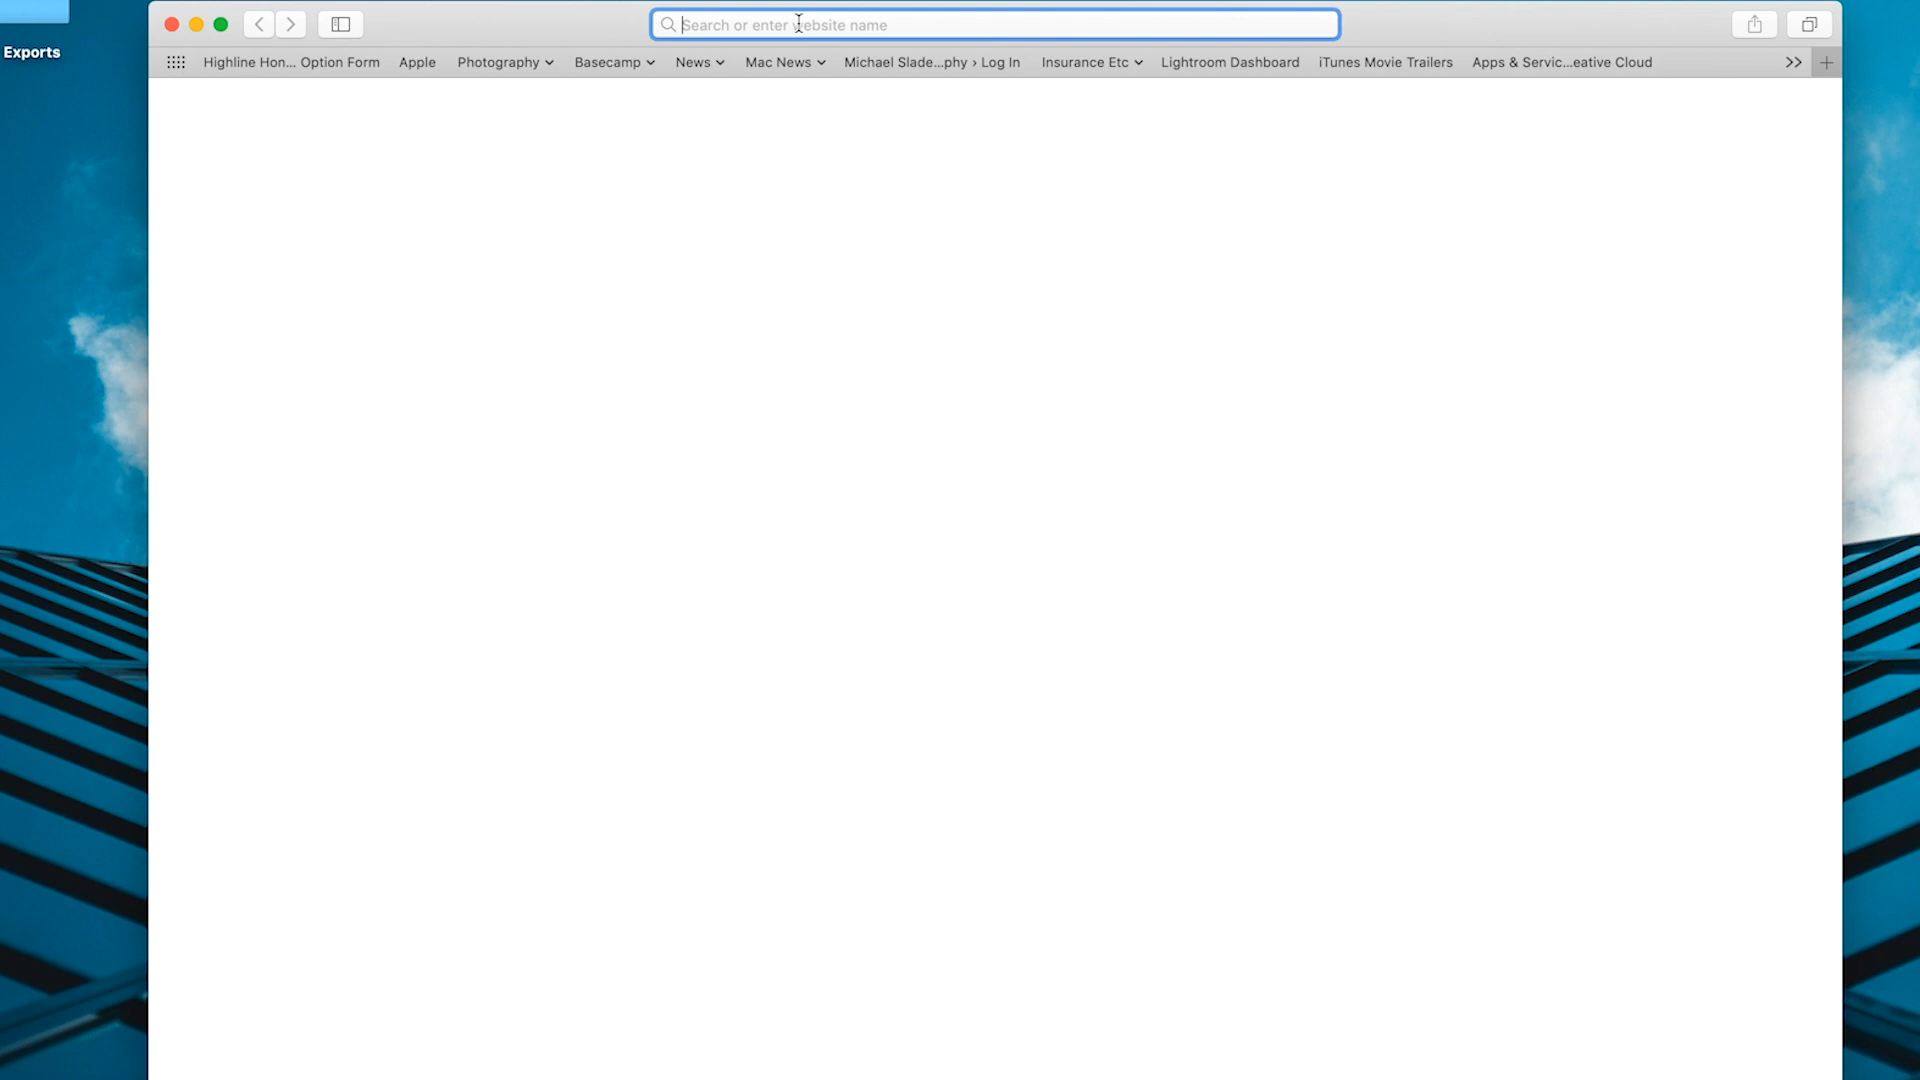 Search or enter website name
Exports
Highline Hon... Option Form Apple Photography Basecamp News Mac News Michael Slade...phy › Log In Insurance Etc Lightroom Dashboard iTunes Movie Trailers Apps & Servic...eative Cloud